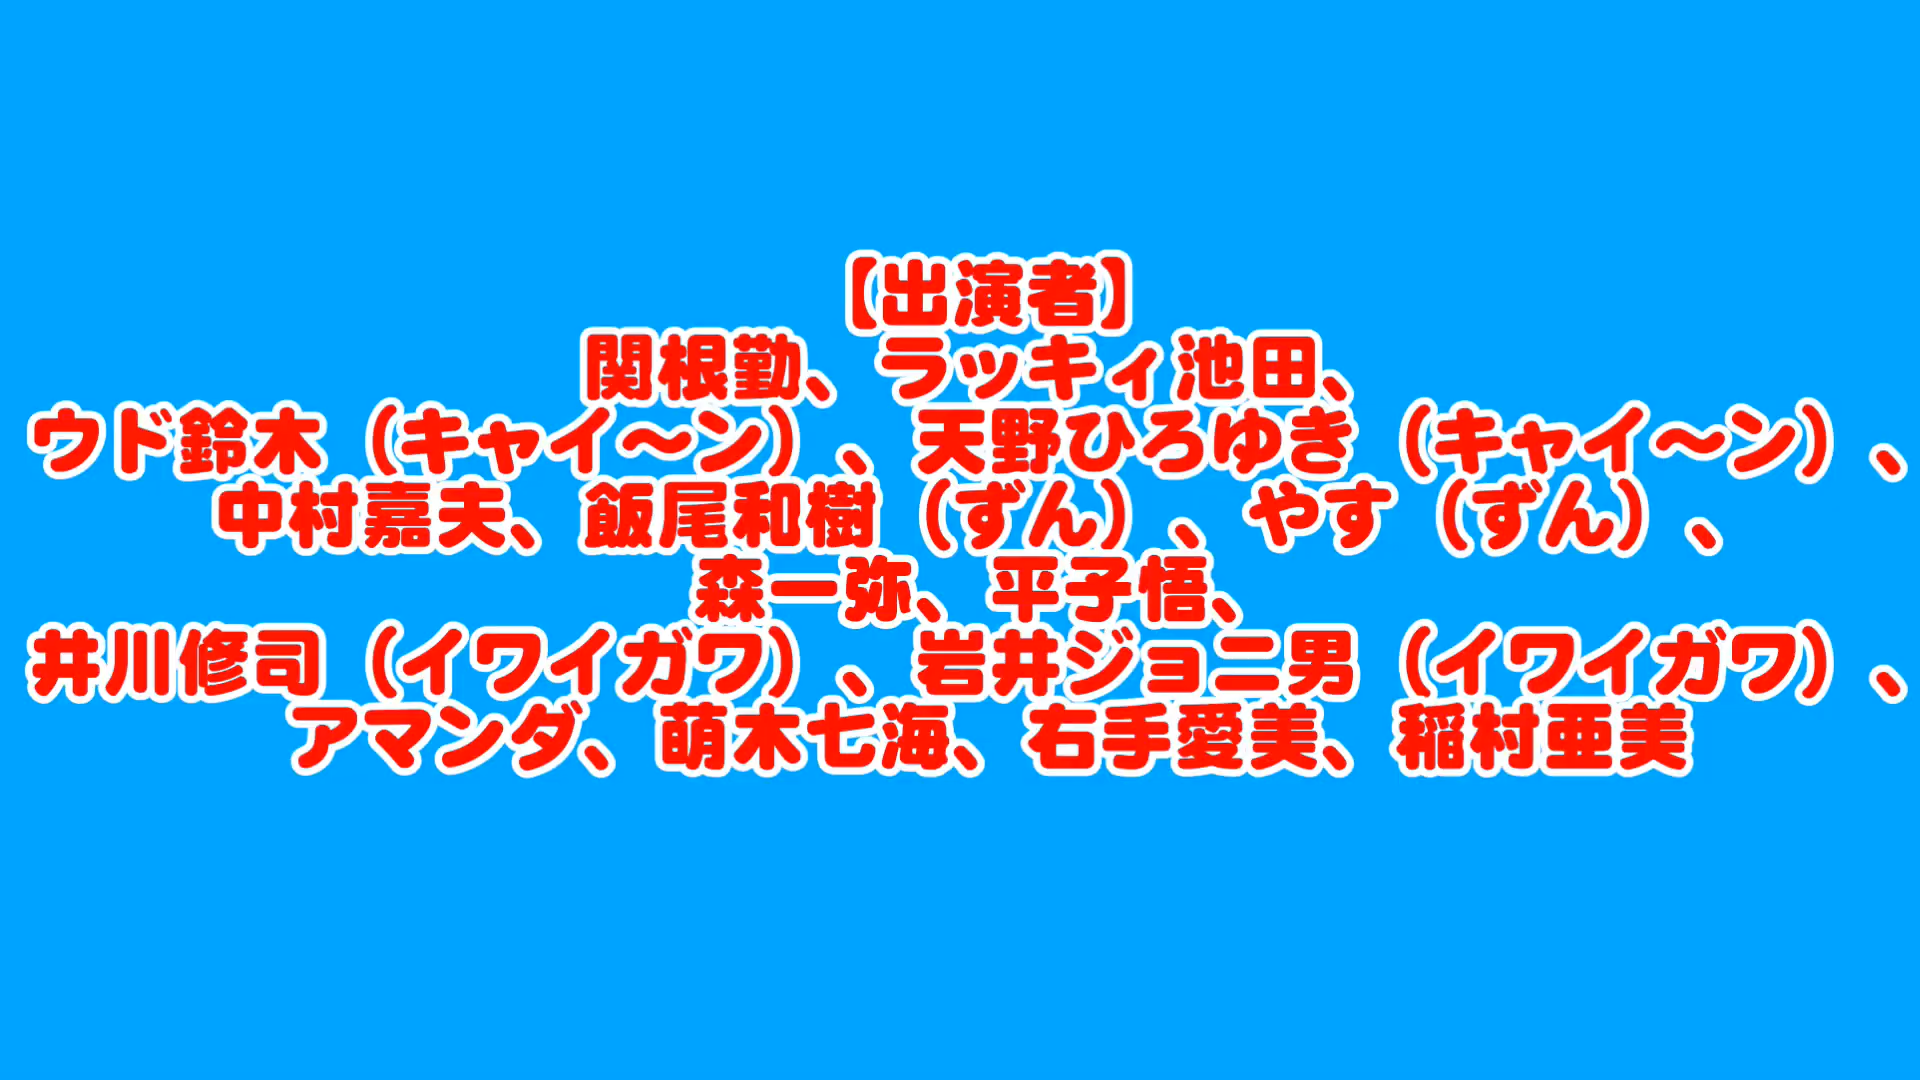 【出演者】
関根勤、ラッキィ池田、
ウド鈴木（キャイ〜ン）、天野ひろゆき（キャイ〜ン）、
中村嘉夫、飯尾和樹（ずん）、やす（ずん）、
森一弥、平子悟、
井川修司（イワイガワ）、岩井ジョニ男（イワイガワ）、
アマンダ、萌木七海、右手愛美、稲村亜美